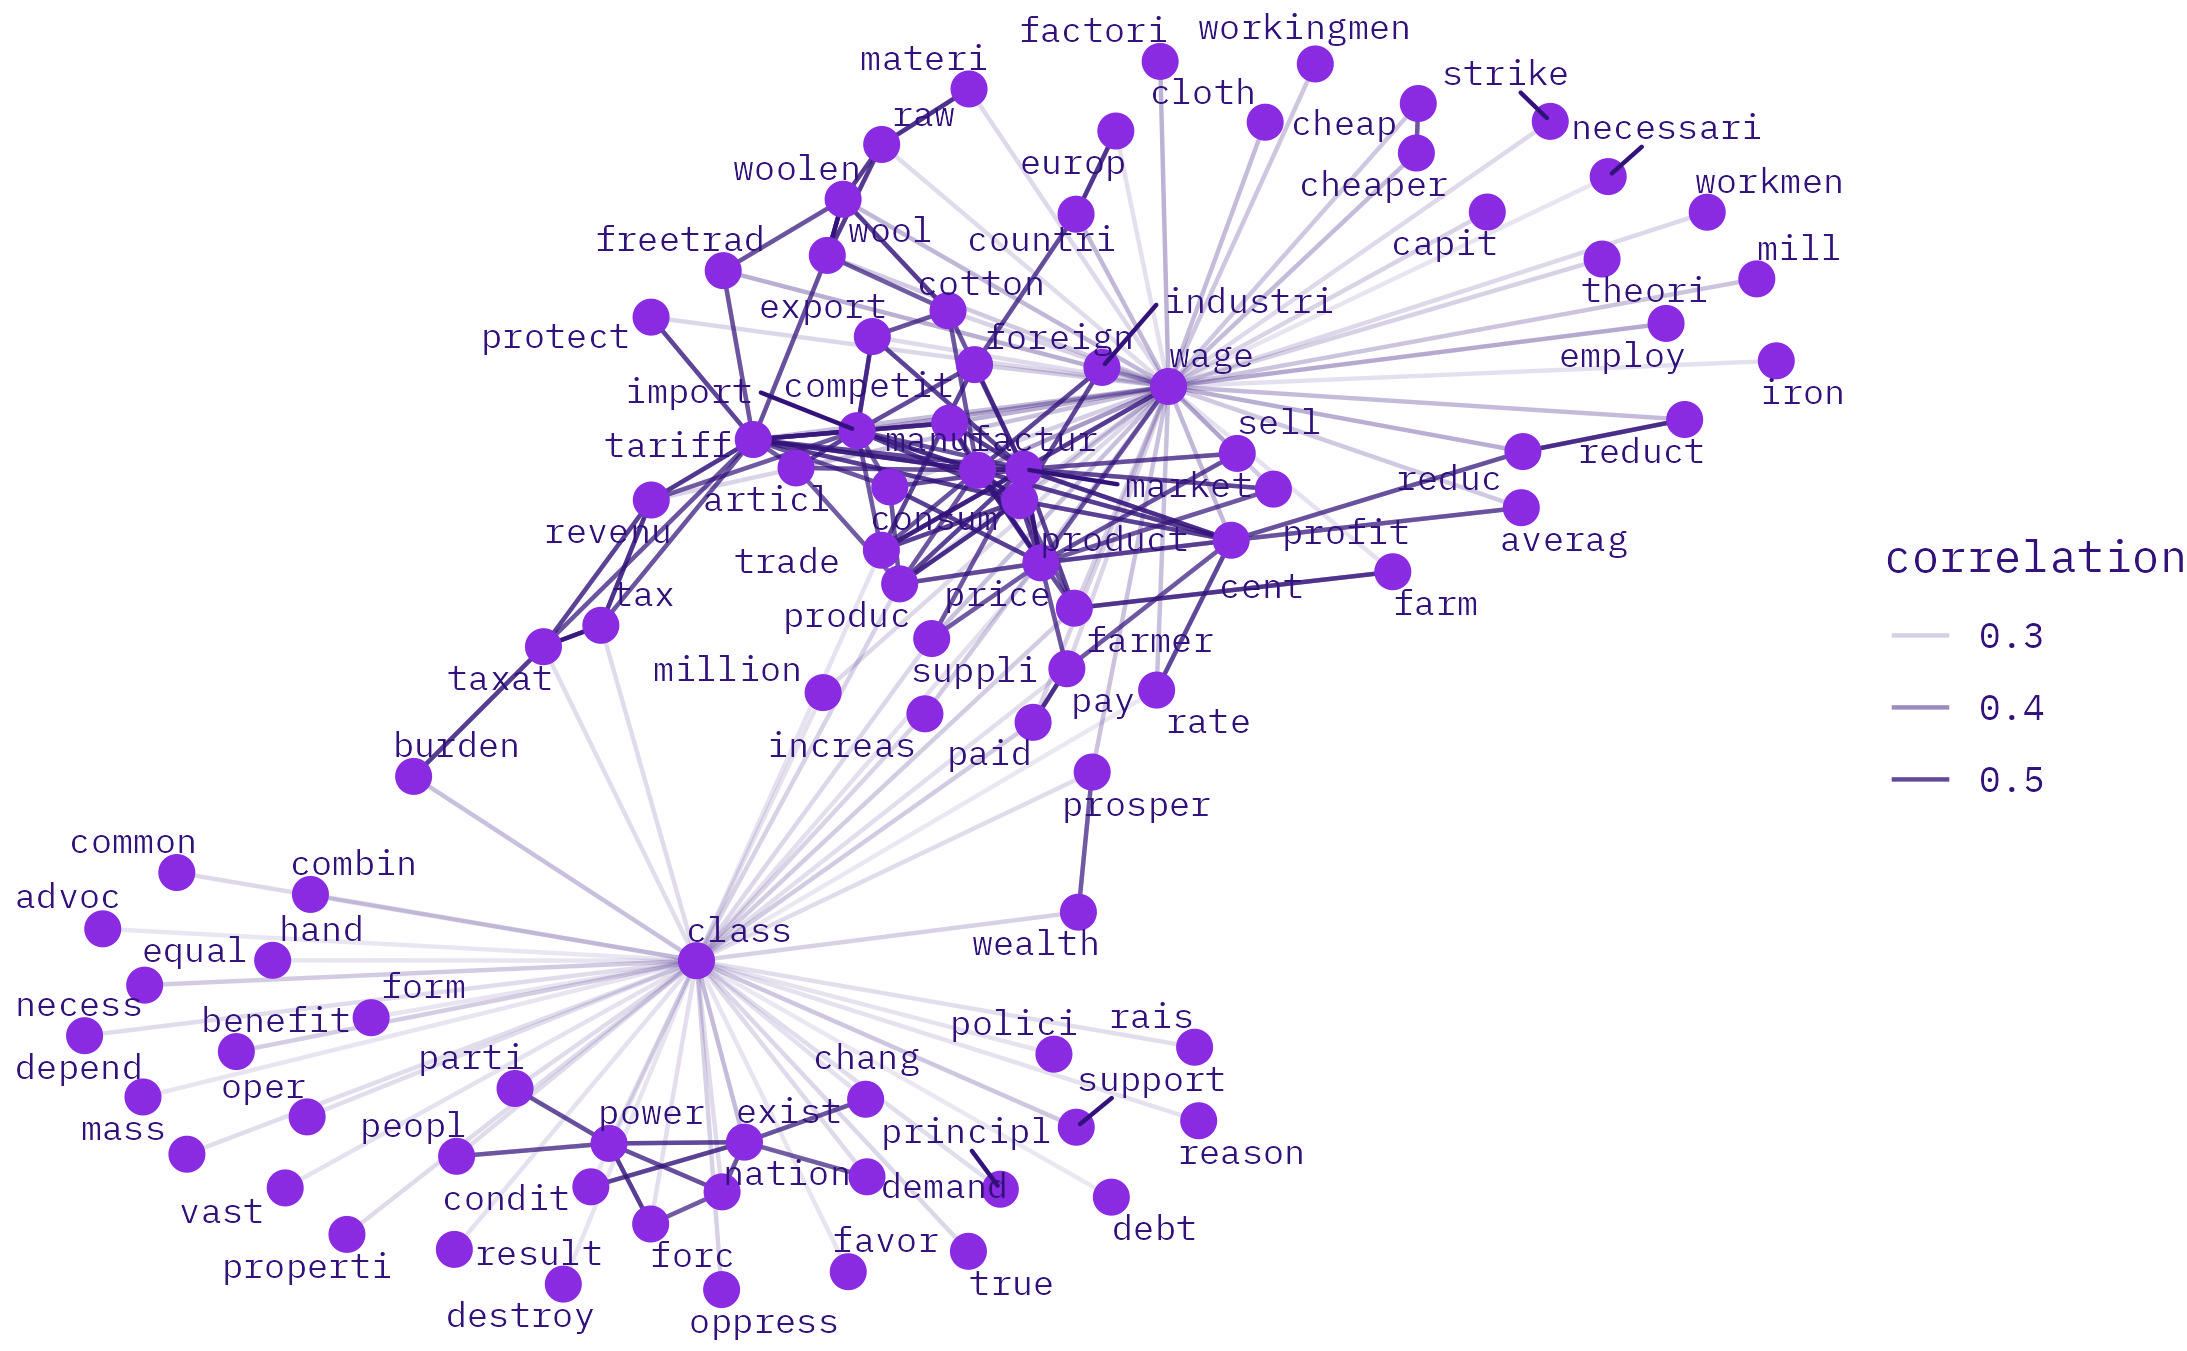 factori
workingmen
materi
strike
cloth
raw
cheap
necessari
europ
woolen
cheaper
workmen
wool
freetrad
countri
capit
mill
cotton
theori
export
industri
protect
foreign
wage
employ
import
competit
iron
sell
tariff
manufactur
reduct
articl
market
reduc
revenu
consum
product
profit
averag
correlation
trade
tax
produc
price
cent
farm
0.3
farmer
million
suppli
taxat
pay
rate
0.4
burden
increas
paid
0.5
prosper
common
combin
advoc
hand
class
equal
wealth
form
necess
benefit
polici
rais
depend
parti
chang
support
oper
power
exist
mass
peopl
principl
reason
nation
condit
demand
vast
debt
properti
result
forc
favor
true
destroy
oppress